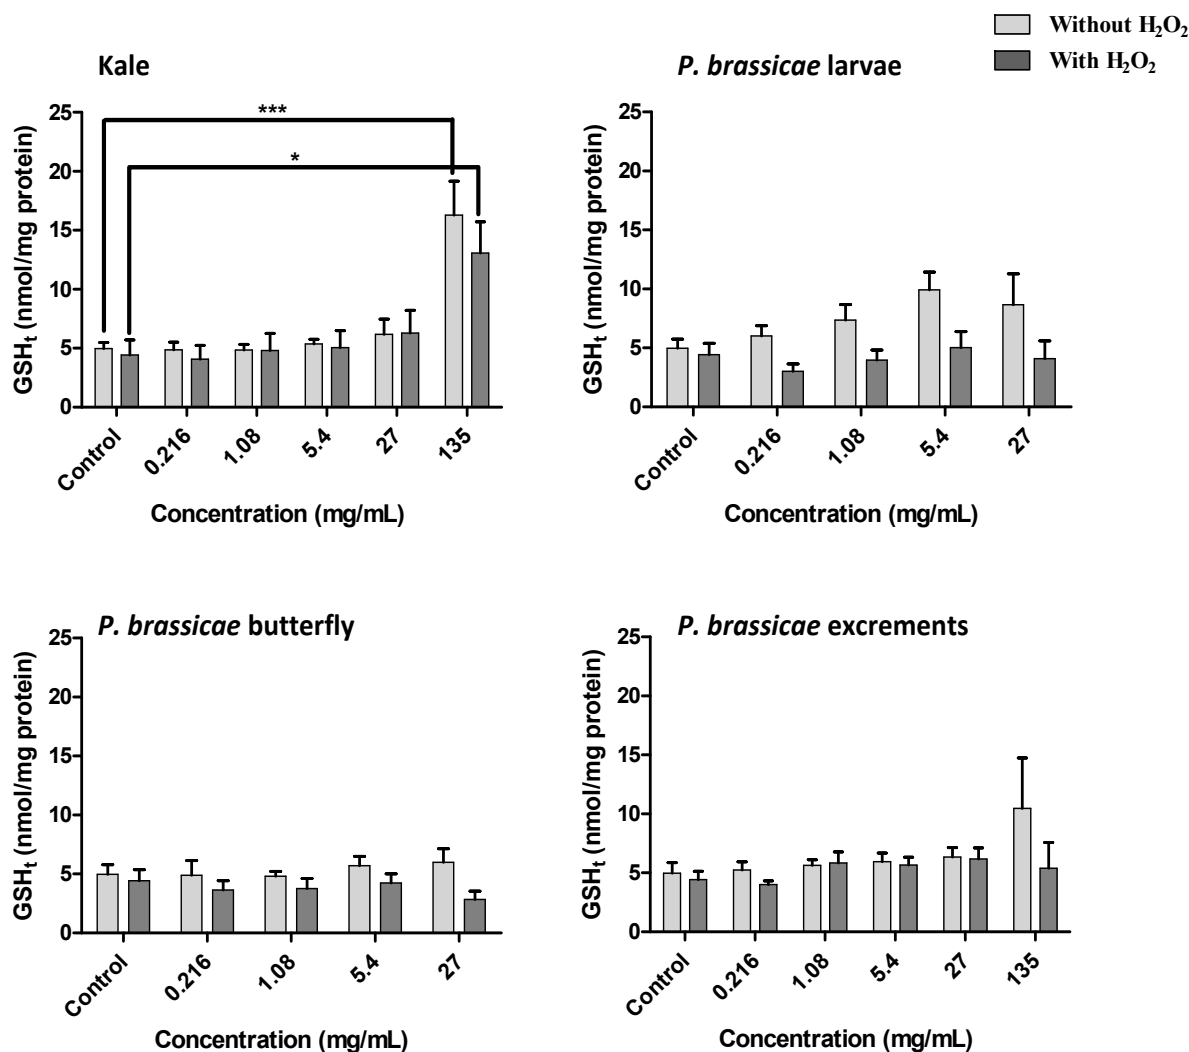 Without H₂O₂
With H₂O₂
Kale
GSHₜ (nmol/mg protein)
25
20
15
10
5
0
***
*
Control
0.216
1.08
5.4
27
135
Concentration (mg/mL)
P. brassicae larvae
GSHₜ (nmol/mg protein)
25
20
15
10
5
0
Control
0.216
1.08
5.4
27
Concentration (mg/mL)
P. brassicae butterfly
GSHₜ (nmol/mg protein)
25
20
15
10
5
0
Control
0.216
1.08
5.4
27
Concentration (mg/mL)
P. brassicae excrements
GSHₜ (nmol/mg protein)
25
20
15
10
5
0
Control
0.216
1.08
5.4
27
135
Concentration (mg/mL)